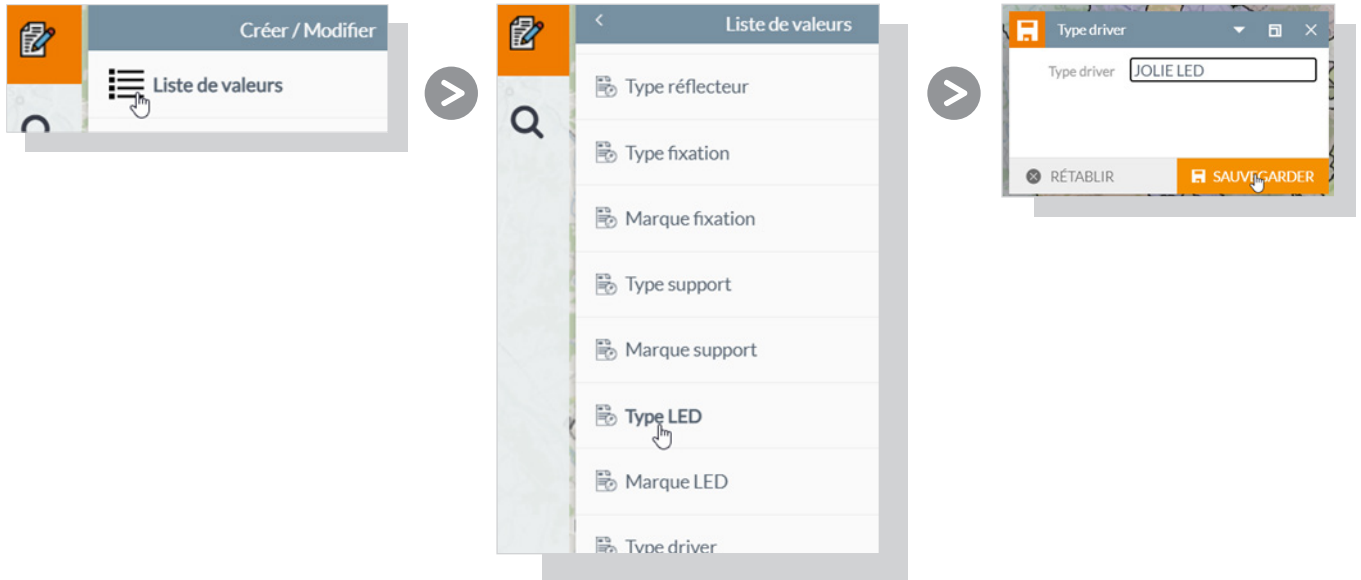 Créer / Modifier
Liste de valeurs
>
Liste de valeurs
Type réflecteur
Type fixation
Marque fixation
Type support
Marque support
Type LED
Marque LED
Type driver
>
Type driver
Type driver JOLIE LED
RÉTABLIR SAUVEGARDER